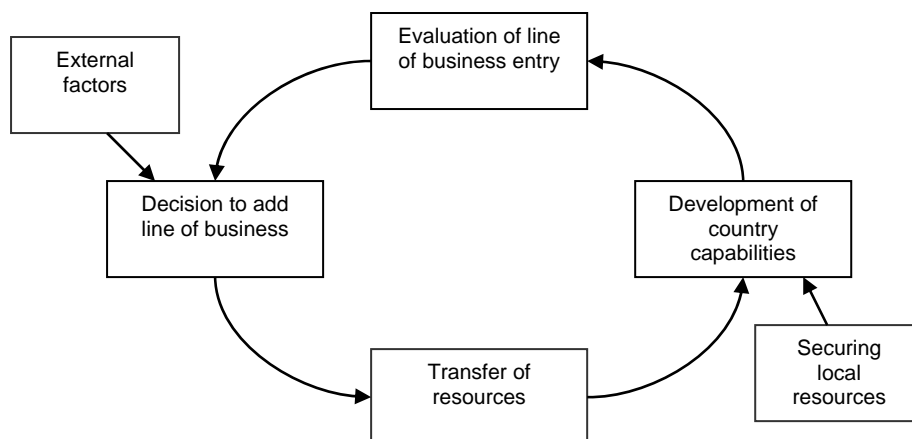 Evaluation of line
of business entry
External
factors
Decision to add
line of business
Development of
country
capabilities
Transfer of
resources
Securing
local
resources